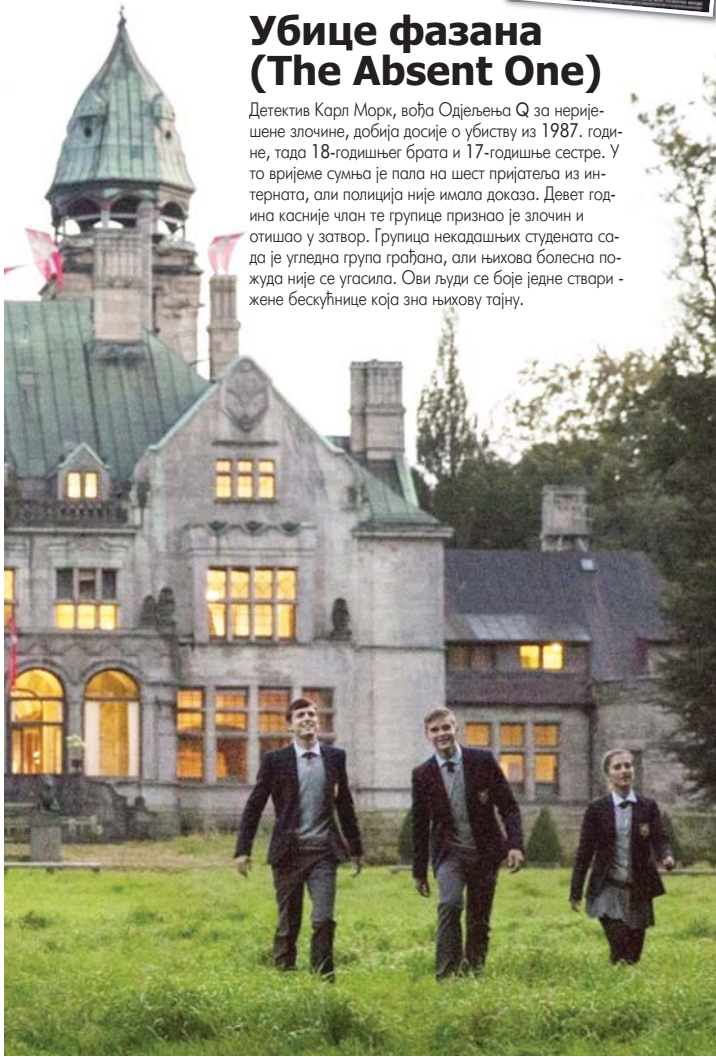 Убице фазана
(The Absent One)
Детектив Карл Морк, вођа Одјељења Q за нерије-
шене злочине, добија досије о убиству из 1987. годи-
не, тада 18-годишњег брата и 17-годишње сестре. У
то вријеме сумња је пала на шест пријатеља из ин-
терната, али полиција није имала доказа. Девет год-
ина касније члан те групице признао је злочин и
отишао у затвор. Групица некадашњих студената са-
да је угледна група грађана, али њихова болесна по-
жуда није се угасила. Ови људи се боје једне ствари -
жене бескућнице која зна њихову тајну.